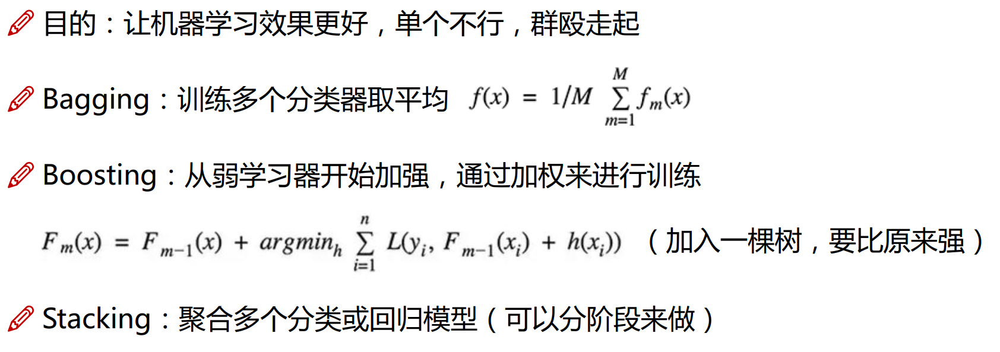 目的：让机器学习效果更好，单个不行，群殴走起
Bagging：训练多个分类器取平均 f(x) = 1/M ∑_{m=1}^{M} f_m(x)
Boosting：从弱学习器开始加强，通过加权来进行训练
F_m(x) = F_{m−1}(x) + argmin_h ∑_{i=1}^{n} L(y_i, F_{m−1}(x_i) + h(x_i)) （加入一棵树，要比原来强）
Stacking：聚合多个分类或回归模型（可以分阶段来做）